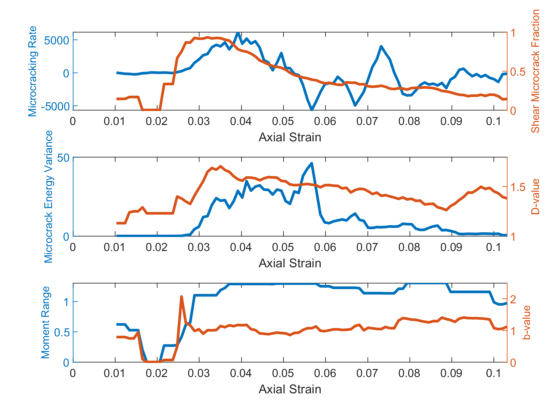 Microcracking Rate
5000
0
-5000
1
0.5
0
Shear Microcrack Fraction
0 0.01 0.02 0.03 0.04 0.05 0.06 0.07 0.08 0.09 0.1
Axial Strain
Microcrack Energy Variance
50
0
1.5
1
D-value
0 0.01 0.02 0.03 0.04 0.05 0.06 0.07 0.08 0.09 0.1
Axial Strain
Moment Range
1
0.5
0
2
1
0
b-value
0 0.01 0.02 0.03 0.04 0.05 0.06 0.07 0.08 0.09 0.1
Axial Strain